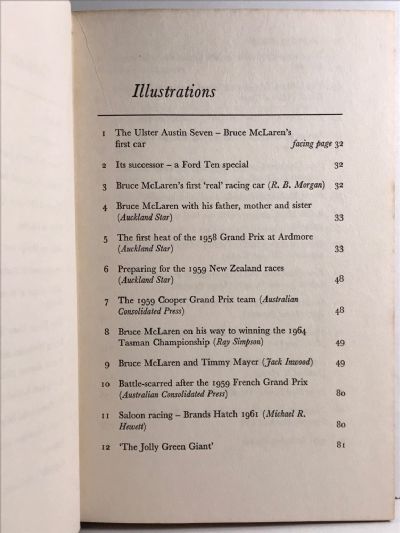 Illustrations
1 The Ulster Austin Seven – Bruce McLaren's
first car facing page 32
2 Its successor – a Ford Ten special 32
3 Bruce McLaren's first 'real' racing car (R. B. Morgan) 32
4 Bruce McLaren with his father, mother and sister
(Auckland Star) 33
5 The first heat of the 1958 Grand Prix at Ardmore
(Auckland Star) 33
6 Preparing for the 1959 New Zealand races
(Auckland Star) 48
7 The 1959 Cooper Grand Prix team (Australian
Consolidated Press) 48
8 Bruce McLaren on his way to winning the 1964
Tasman Championship (Ray Simpson) 49
9 Bruce McLaren and Timmy Mayer (Jack Inwood) 49
10 Battle-scarred after the 1959 French Grand Prix
(Australian Consolidated Press) 80
11 Saloon racing – Brands Hatch 1961 (Michael R.
Hewett) 80
12 'The Jolly Green Giant' 81